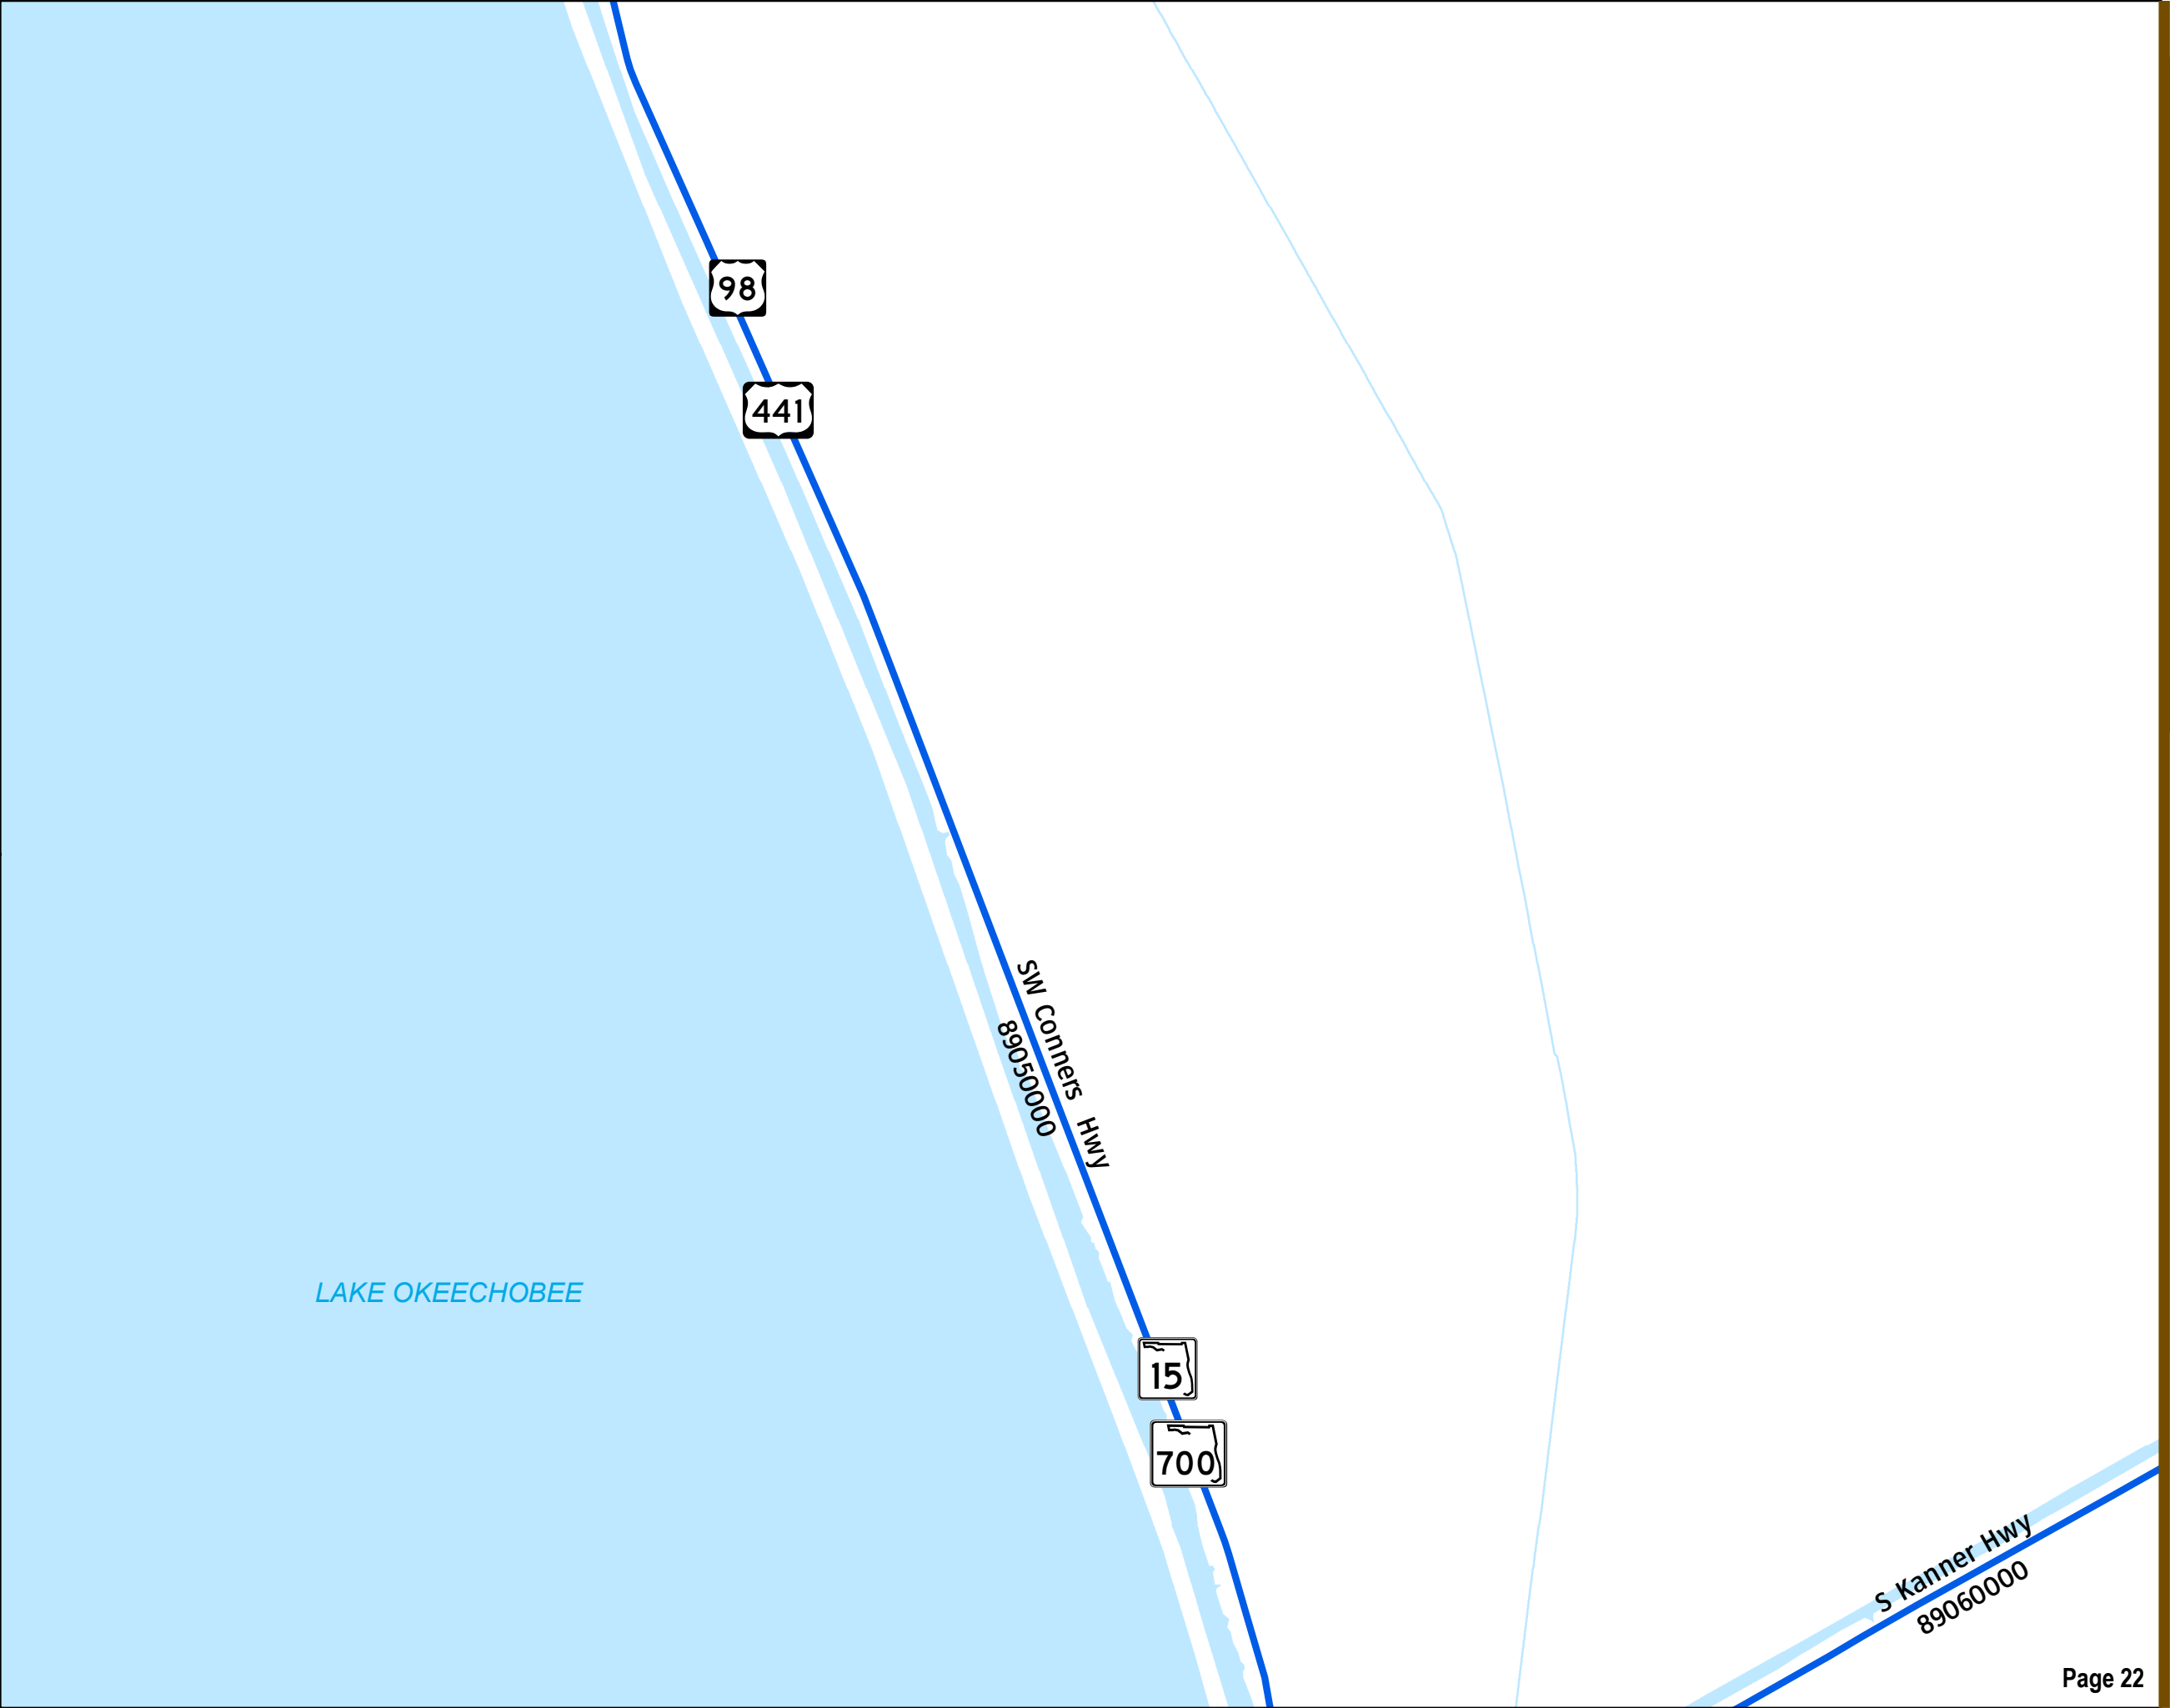 98
441
SW Conners Hwy
89050000
LAKE OKEECHOBEE
15
700
S Kanner Hwy
89060000
Page 22